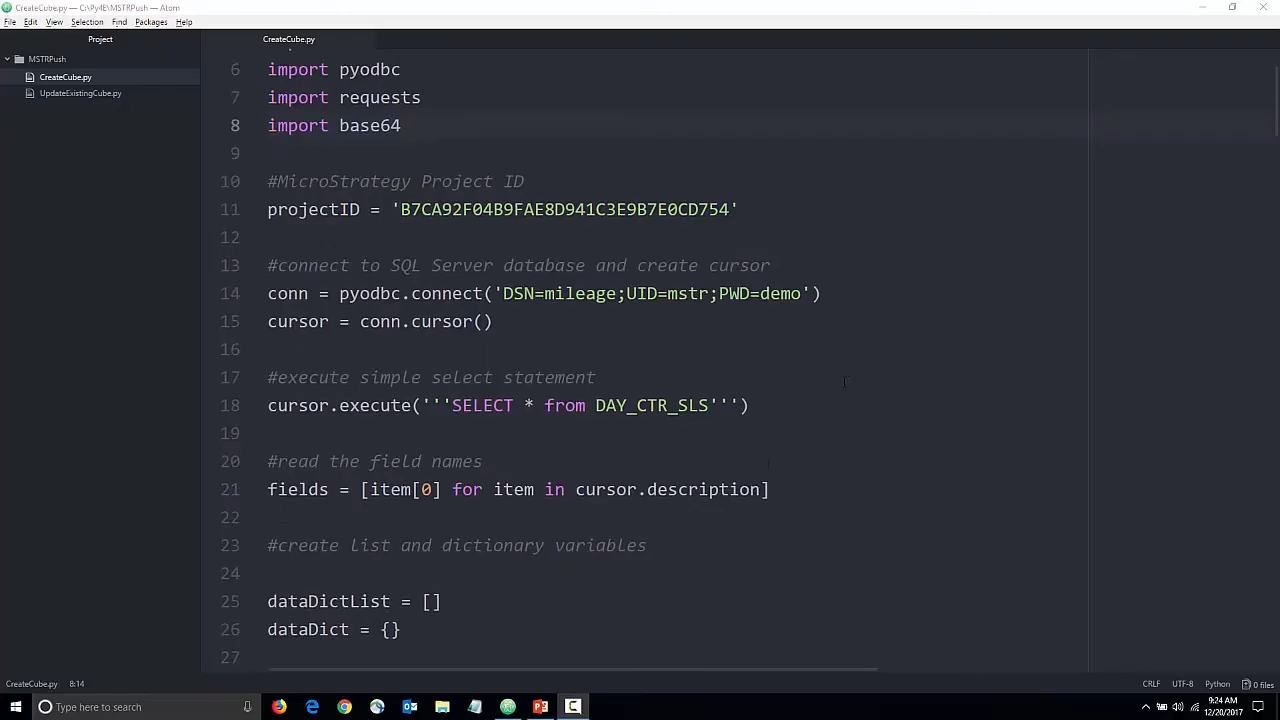 CreateCube.py — C:\Py4E\MSTRPush — Atom
File Edit View Selection Find Packages Help
Project
CreateCube.py
MSTRPush
CreateCube.py
UpdateExistingCube.py
6 import pyodbc
7 import requests
8 import base64
9
10 #MicroStrategy Project ID
11 projectID = 'B7CA92F04B9FAE8D941C3E9B7E0CD754'
12
13 #connect to SQL Server database and create cursor
14 conn = pyodbc.connect('DSN=mileage;UID=mstr;PWD=demo')
15 cursor = conn.cursor()
16
17 #execute simple select statement
18 cursor.execute('''SELECT * from DAY_CTR_SLS''')
19
20 #read the field names
21 fields = [item[0] for item in cursor.description]
22
23 #create List and dictionary variables
24
25 dataDictList = []
26 dataDict = {}
27
CreateCube.py 8:14 CRLF UTF-8 Python 0 files
Type here to search
9:24 AM
12/20/2017